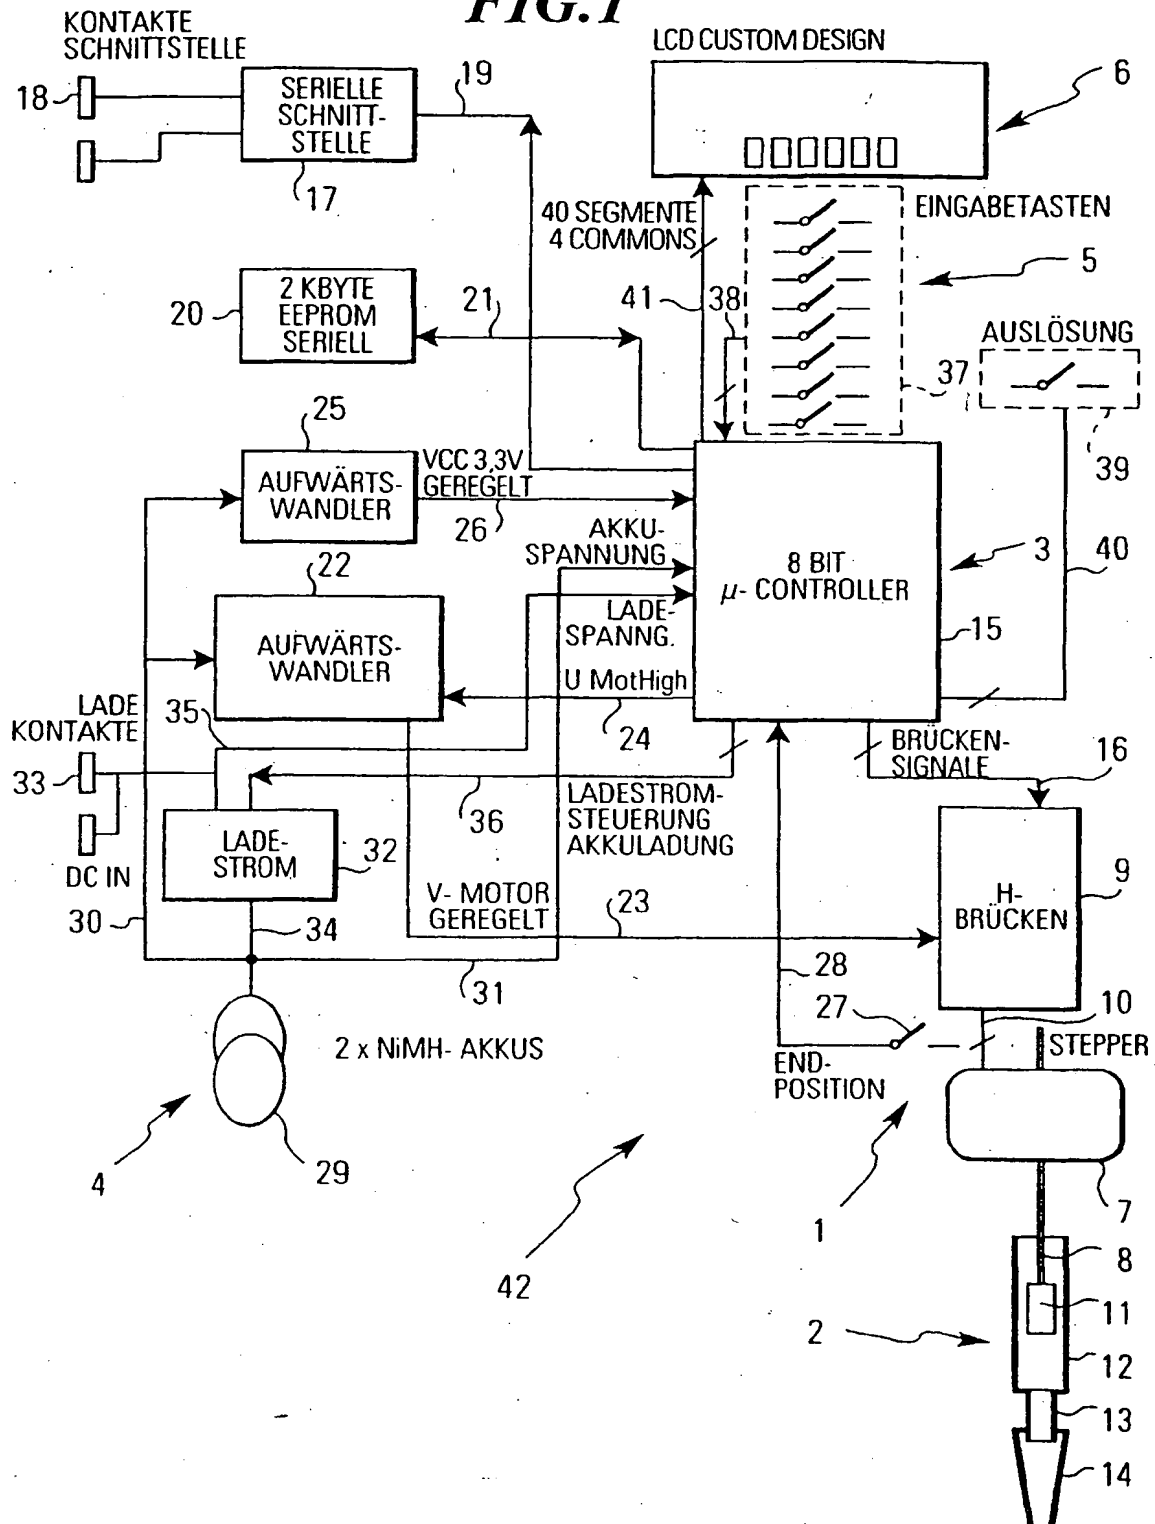 FIG.1
KONTAKTE
SCHNITTSTELLE
18
SERIELLE
SCHNITT-
STELLE
17
19
LCD CUSTOM DESIGN
6
40 SEGMENTE
4 COMMONS
41
38
EINGABETASTEN
5
37
AUSLÖSUNG
39
40
20
2 KBYTE
EEPROM
SERIELL
21
25
AUFWÄRTS-
WANDLER
VCC 3,3V
GEREGELT
26
22
AUFWÄRTS-
WANDLER
AKKU-
SPANNUNG
LADE-
SPANNG.
U MotHigh
24
8 BIT
µ- CONTROLLER
3
15
LADE
KONTAKTE
35
33
DC IN
LADE-
STROM
32
36
LADESTROM-
STEUERUNG
AKKULADUNG
BRÜCKEN-
SIGNALE
16
30
34
V- MOTOR
GEREGELT
23
H-
BRÜCKEN
9
31
28
27
10
2 x NiMH- AKKUS
END-
POSITION
STEPPER
4
29
42
1
7
8
2
11
12
13
14